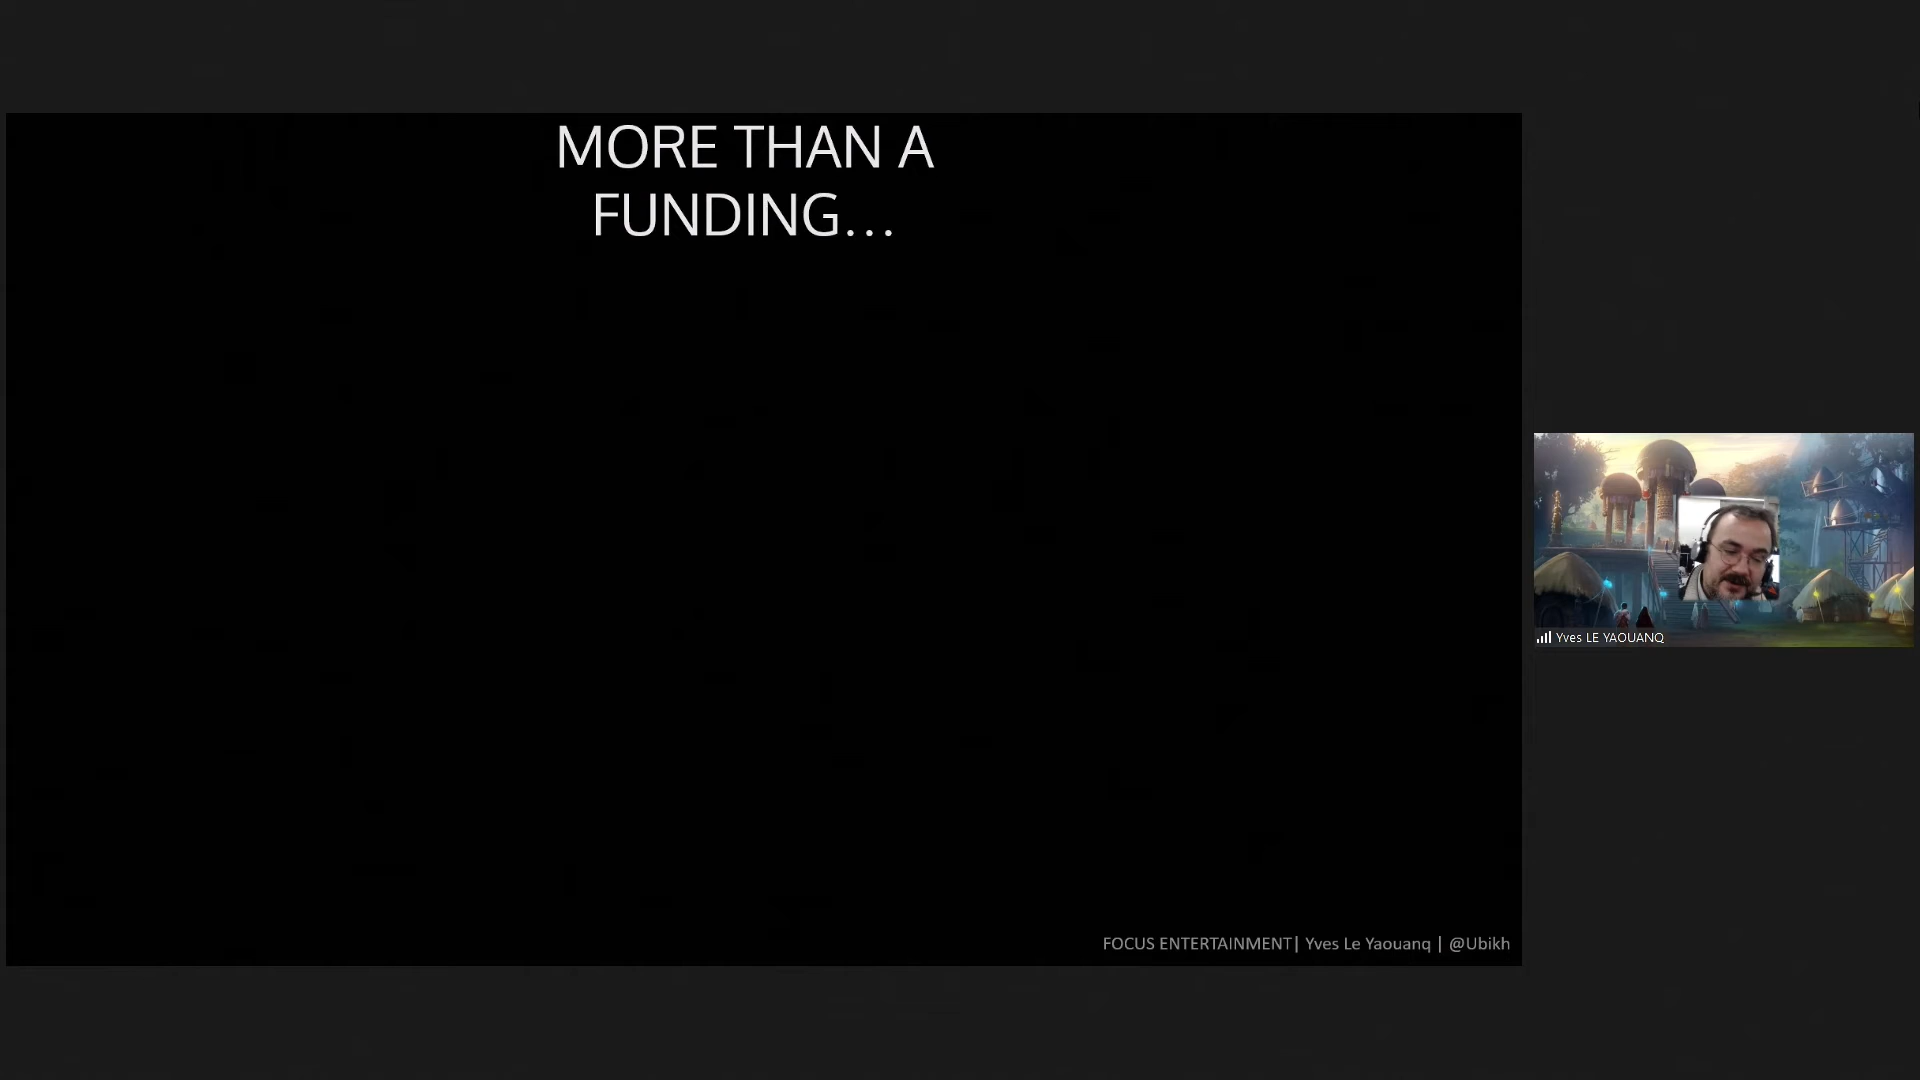 MORE THAN A
FUNDING…
Yves LE YAOUANQ
FOCUS ENTERTAINMENT| Yves Le Yaouanq | @Ubikh